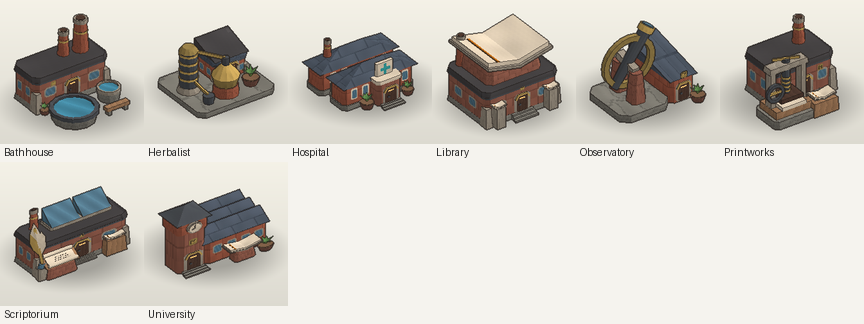 Bathhouse
Herbalist
Hospital
Library
Observatory
Printworks
Scriptorium
University